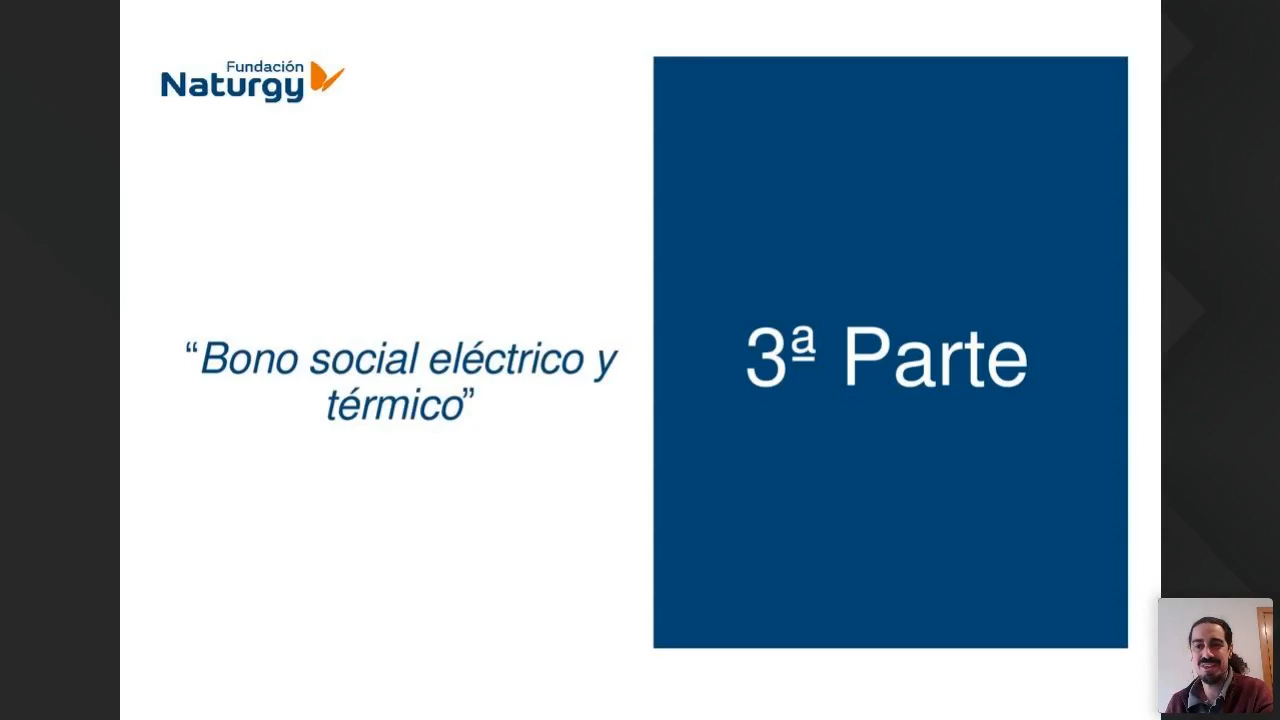 Fundación
Naturgy
“Bono social eléctrico y
térmico”
3ª Parte